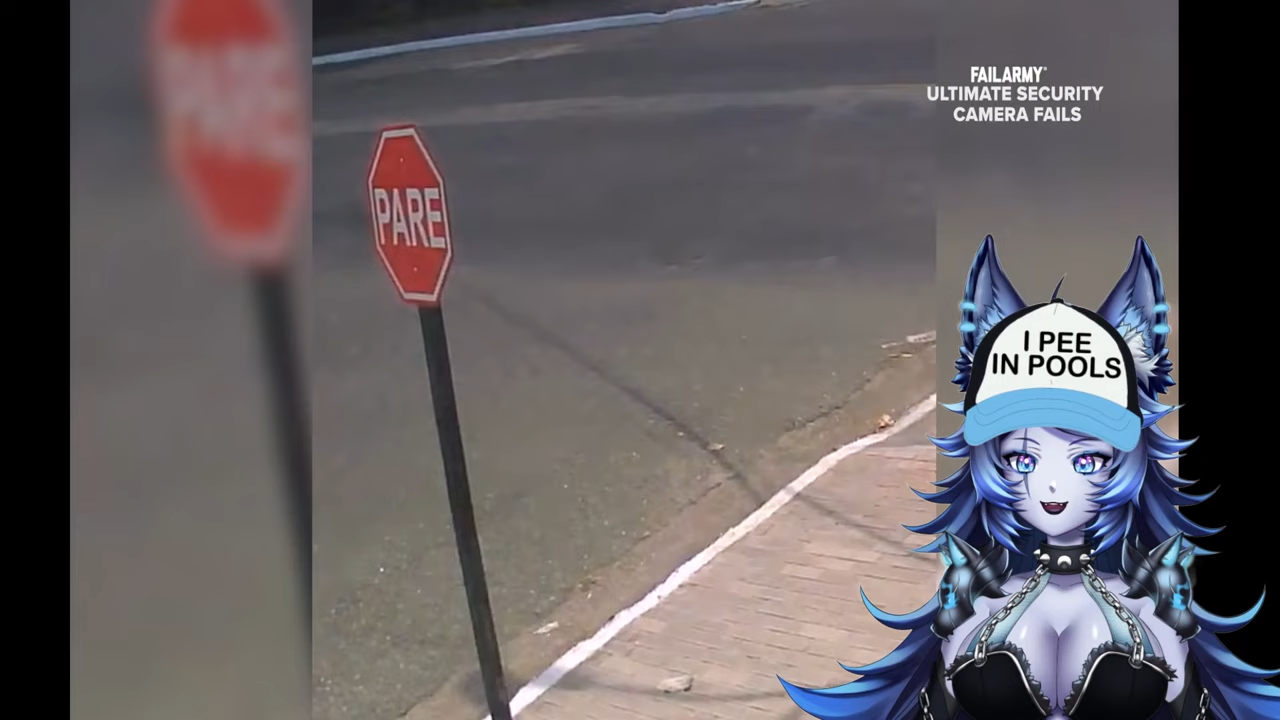 PARE
PARE
FAILARMY
ULTIMATE SECURITY
CAMERA FAILS
I PEE
IN POOLS